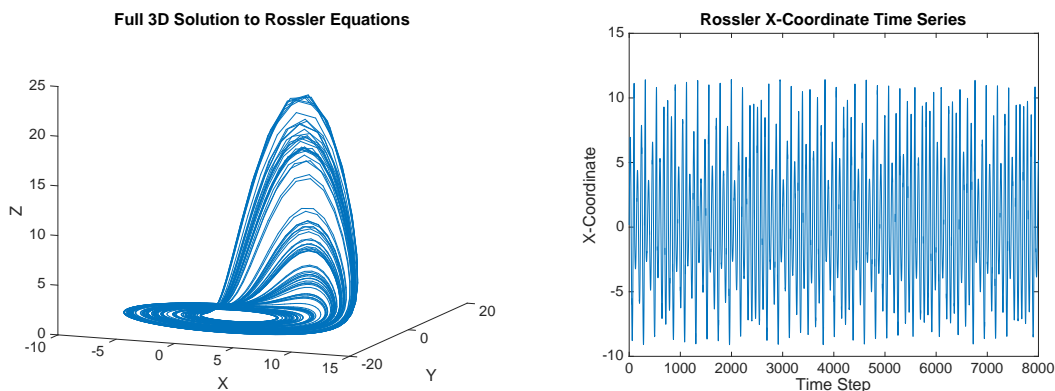 Full 3D Solution to Rossler Equations
25
20
15
10
5
0
Z
-10
-5
0
5
10
15
X
-20
0
20
Y
Rossler X-Coordinate Time Series
15
10
5
0
-5
-10
X-Coordinate
0 1000 2000 3000 4000 5000 6000 7000 8000
Time Step